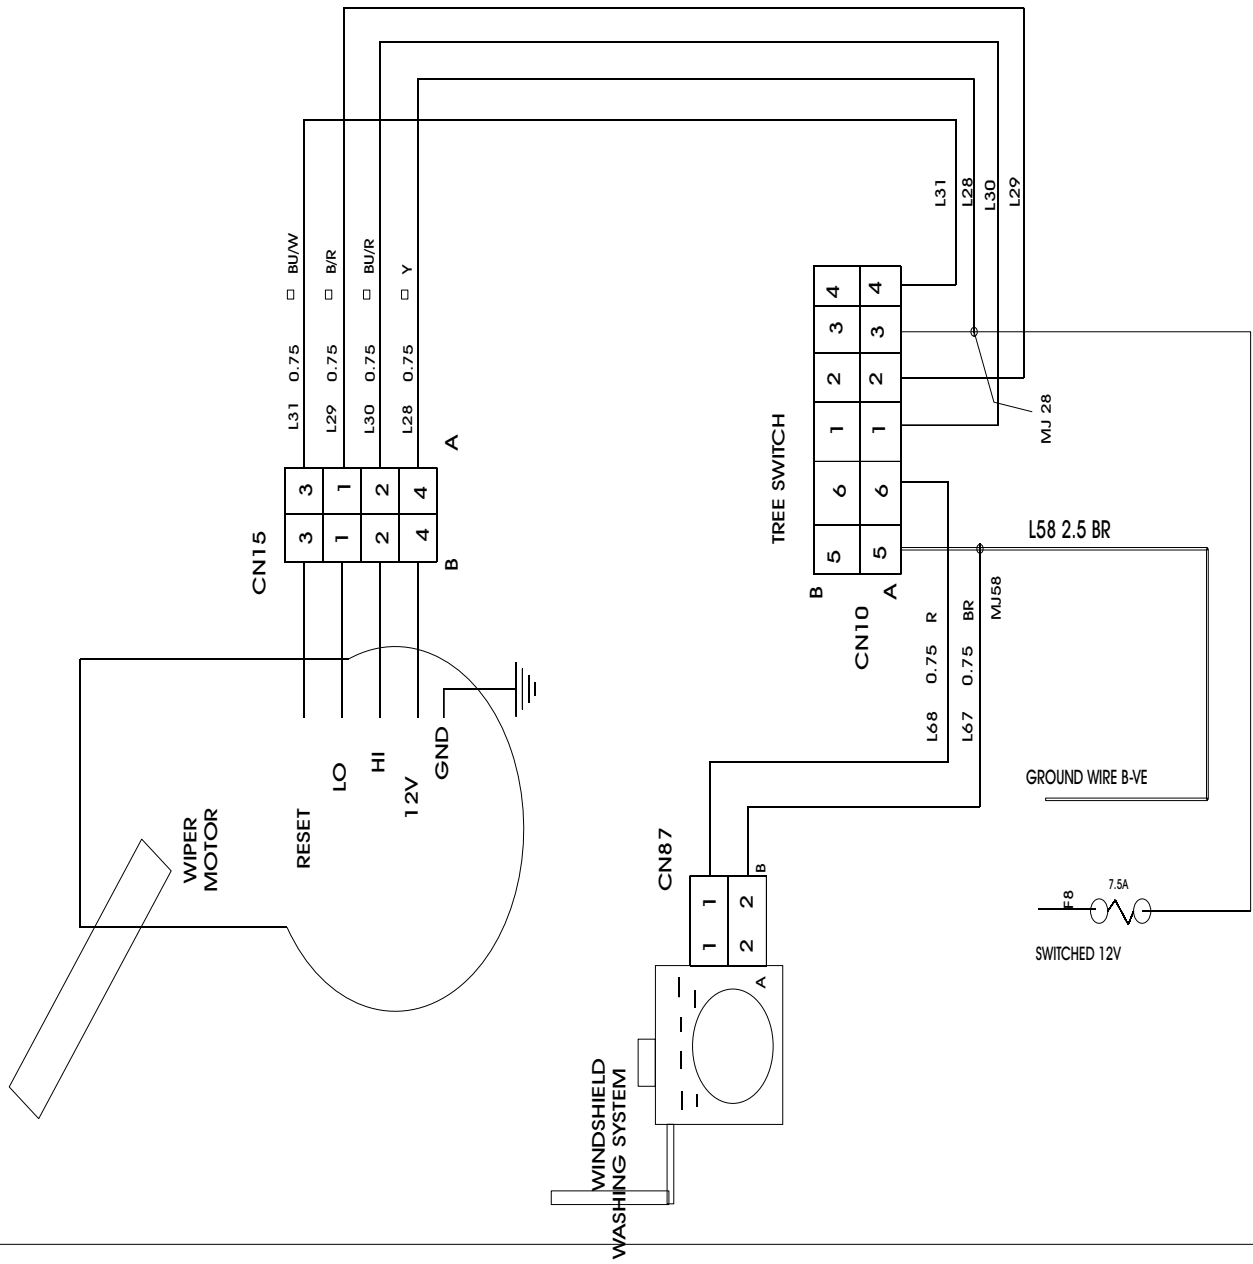 L31 0.75 □ BU/W
L29 0.75 □ B/R
L30 0.75 □ BU/R
L28 0.75 □ Y
A
CN15
3 3
1 1
2 2
4 4
B
L31
L28
L30
L29
TREE SWITCH
B
5 6 1 2 3 4
5 6 1 2 3 4
A
CN10
MJ 28
L58 2.5 BR
MJ58
L68 0.75 R
L67 0.75 BR
GROUND WIRE B-VE
WIPER
MOTOR
RESET
LO
HI
12V
GND
CN87
1 1
2 2
B
A
WINDSHIELD
WASHING SYSTEM
F8
7.5A
SWITCHED 12V